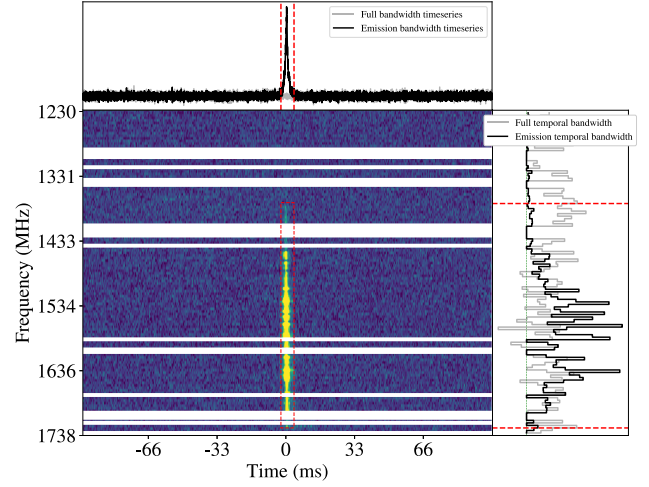 Full bandwidth timeseries
Emission bandwidth timeseries
1230
1331
1433
1534
1636
1738
Frequency (MHz)
Full temporal bandwidth
Emission temporal bandwidth
-66
-33
0
33
66
Time (ms)